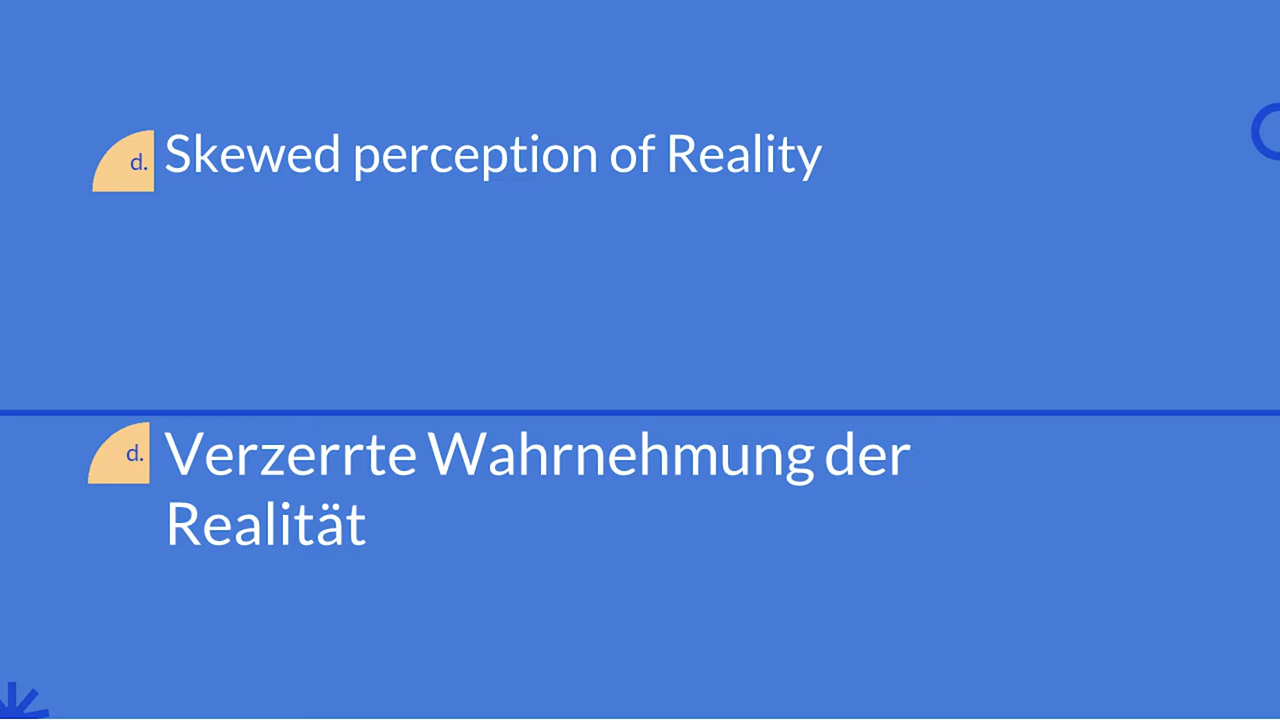 d. Skewed perception of Reality
d. Verzerrte Wahrnehmung der
Realität